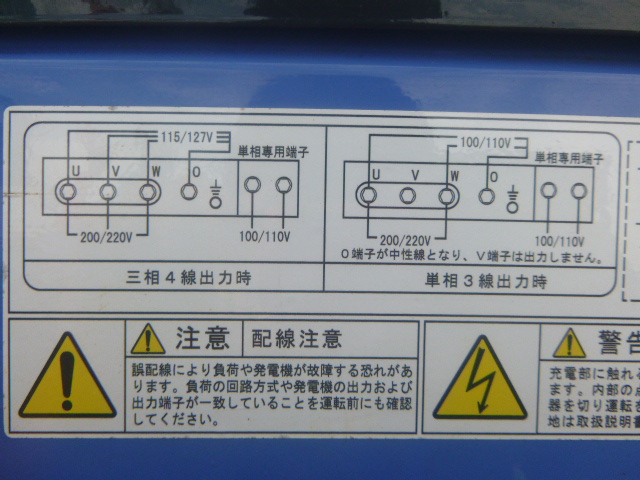 115/127V
U V W O 単相専用端子
200/220V 100/110V
三相4線出力時
100/110V
U V W O 単相専用端子
200/220V 100/110V
O端子が中性線となり、V端子は出力しません。
単相3線出力時
注意 配線注意
誤配線により負荷や発電機が故障する恐れがあ
ります。負荷の回路方式や発電機の出力および
出力端子が一致していることを運転前にも確認
してください。
警告
充電部に触れる
ます。内部の点
器を切り運転を
地は取扱説明書